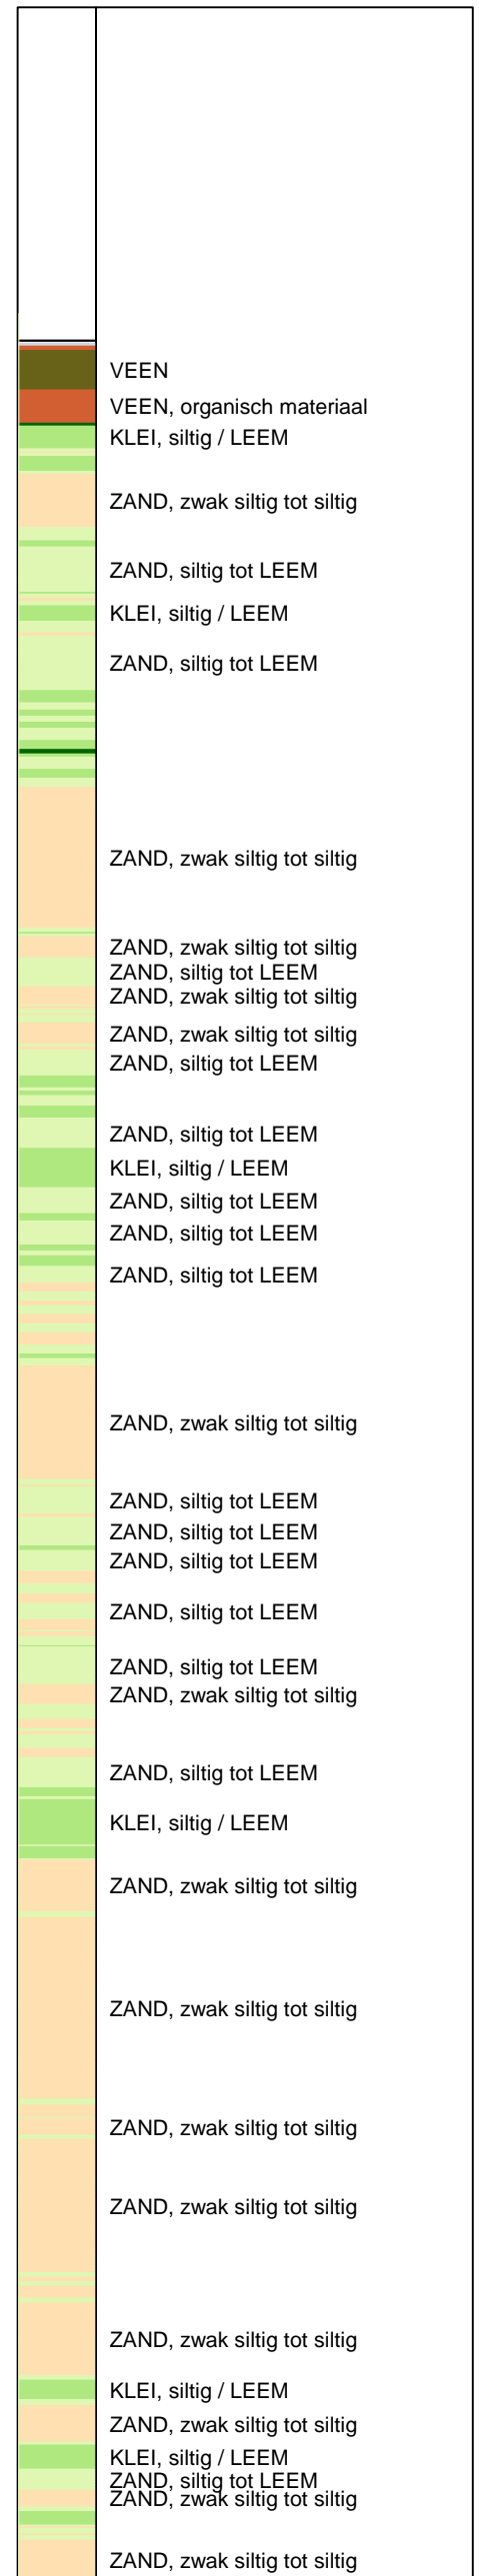 VEEN
VEEN, organisch materiaal
KLEI, siltig / LEEM
ZAND, zwak siltig tot siltig
ZAND, siltig tot LEEM
KLEI, siltig / LEEM
ZAND, siltig tot LEEM
ZAND, zwak siltig tot siltig
ZAND, zwak siltig tot siltig
ZAND, siltig tot LEEM
ZAND, zwak siltig tot siltig
ZAND, zwak siltig tot siltig
ZAND, siltig tot LEEM
ZAND, siltig tot LEEM
KLEI, siltig / LEEM
ZAND, siltig tot LEEM
ZAND, siltig tot LEEM
ZAND, siltig tot LEEM
ZAND, zwak siltig tot siltig
ZAND, siltig tot LEEM
ZAND, siltig tot LEEM
ZAND, siltig tot LEEM
ZAND, siltig tot LEEM
ZAND, siltig tot LEEM
ZAND, zwak siltig tot siltig
ZAND, siltig tot LEEM
KLEI, siltig / LEEM
ZAND, zwak siltig tot siltig
ZAND, zwak siltig tot siltig
ZAND, zwak siltig tot siltig
ZAND, zwak siltig tot siltig
ZAND, zwak siltig tot siltig
KLEI, siltig / LEEM
ZAND, zwak siltig tot siltig
KLEI, siltig / LEEM
ZAND, siltig tot LEEM
ZAND, zwak siltig tot siltig
ZAND, zwak siltig tot siltig